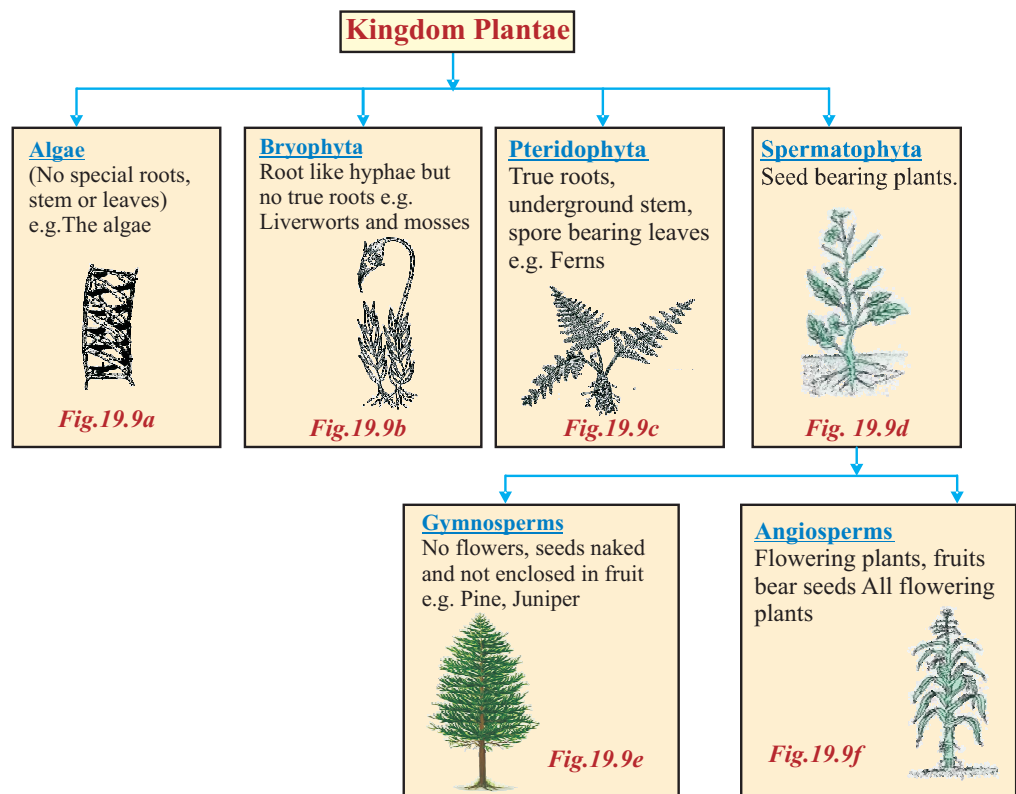 Kingdom Plantae
Algae
(No special roots,
stem or leaves)
e.g.The algae
Fig.19.9a
Bryophyta
Root like hyphae but
no true roots e.g.
Liverworts and mosses
Fig.19.9b
Pteridophyta
True roots,
underground stem,
spore bearing leaves
e.g. Ferns
Fig.19.9c
Spermatophyta
Seed bearing plants.
Fig. 19.9d
Gymnosperms
No flowers, seeds naked
and not enclosed in fruit
e.g. Pine, Juniper
Fig.19.9e
Angiosperms
Flowering plants, fruits
bear seeds All flowering
plants
Fig.19.9f